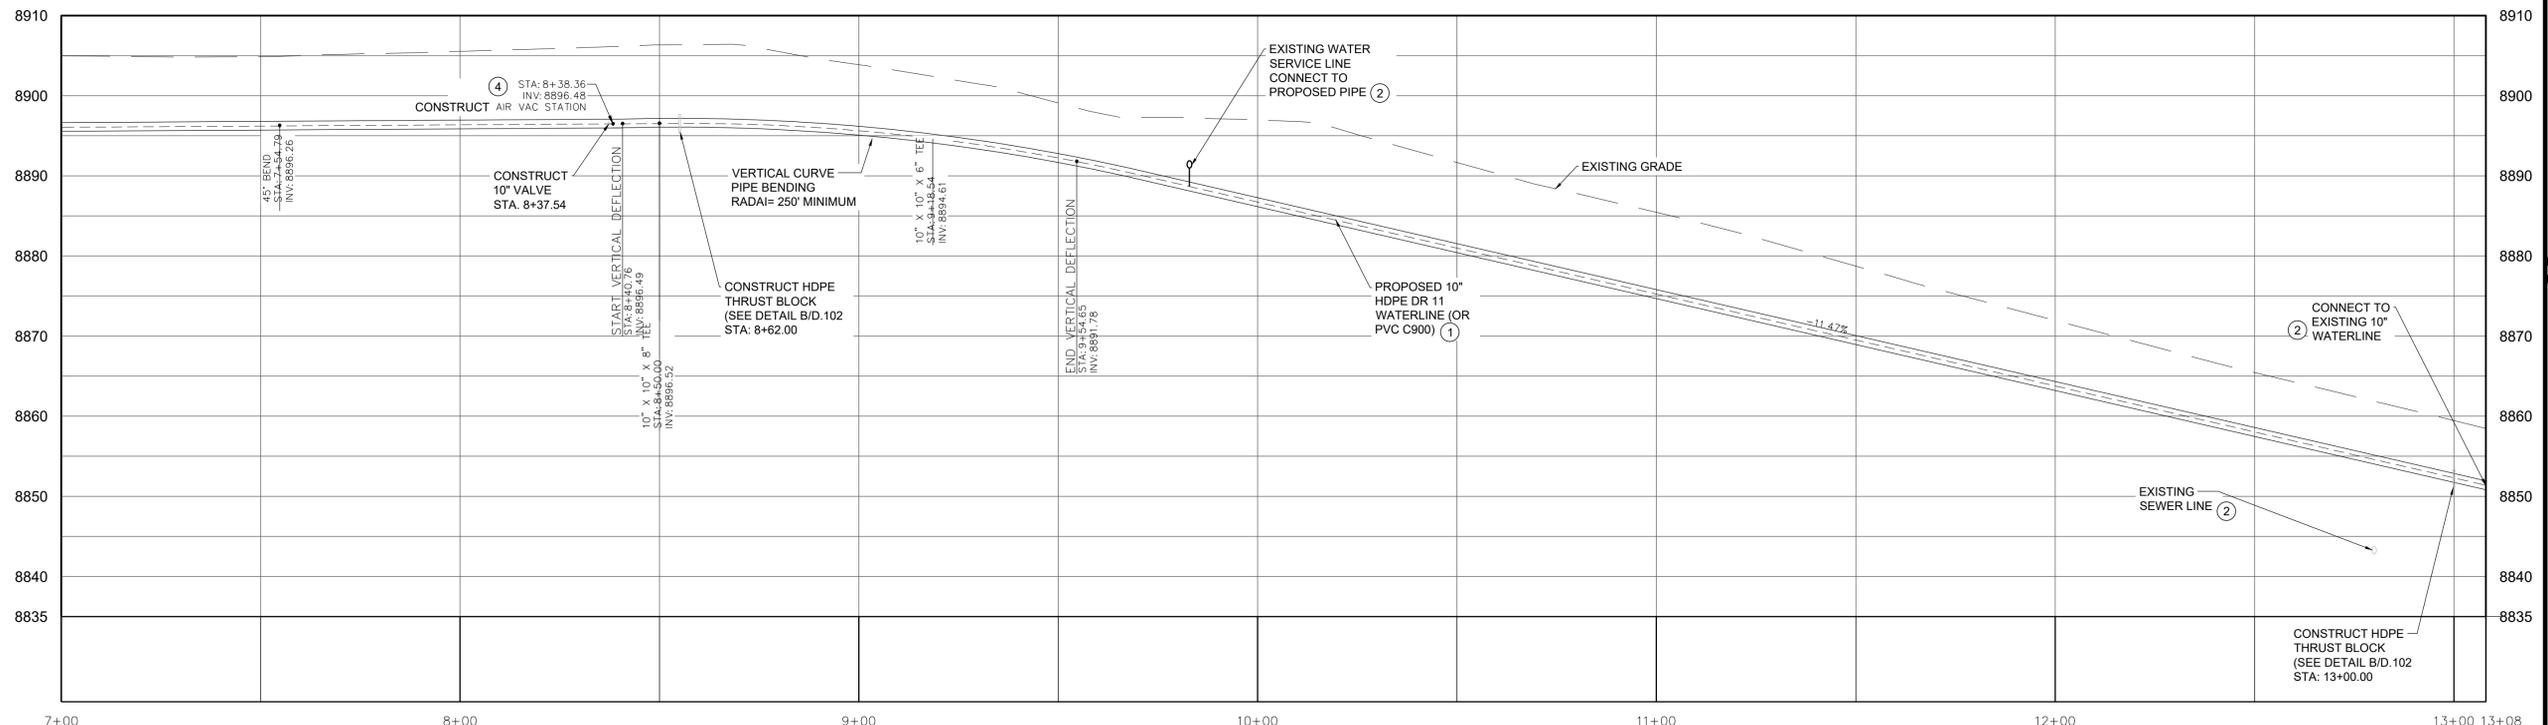 8910
8900
8890
8880
8870
8860
8850
8840
8835
4
STA: 8+38.36
INV: 8896.48
CONSTRUCT AIR VAC STATION
45° BEND
STA: 7+54.79
INV: 8896.26
CONSTRUCT
10" VALVE
STA. 8+37.54
START VERTICAL DEFLECTION
STA: 8+40.76
INV: 8896.49
10" X 10" X 8" TEE
STA: 8+50.00
INV: 8896.52
CONSTRUCT HDPE
THRUST BLOCK
(SEE DETAIL B/D.102
STA: 8+62.00
VERTICAL CURVE
PIPE BENDING
RADAI= 250' MINIMUM
10" X 10" X 6" TEE
STA: 9+18.54
INV: 8894.61
END VERTICAL DEFLECTION
STA: 9+54.65
INV: 8891.78
EXISTING WATER
SERVICE LINE
CONNECT TO
PROPOSED PIPE 2
EXISTING GRADE
PROPOSED 10"
HDPE DR 11
WATERLINE (OR
PVC C900) 1
-11.47%
CONNECT TO
2 EXISTING 10"
WATERLINE
EXISTING
SEWER LINE 2
CONSTRUCT HDPE
THRUST BLOCK
(SEE DETAIL B/D.102
STA: 13+00.00
8910
8900
8890
8880
8870
8860
8850
8840
8835
7+00 8+00 9+00 10+00 11+00 12+00 13+00 13+08